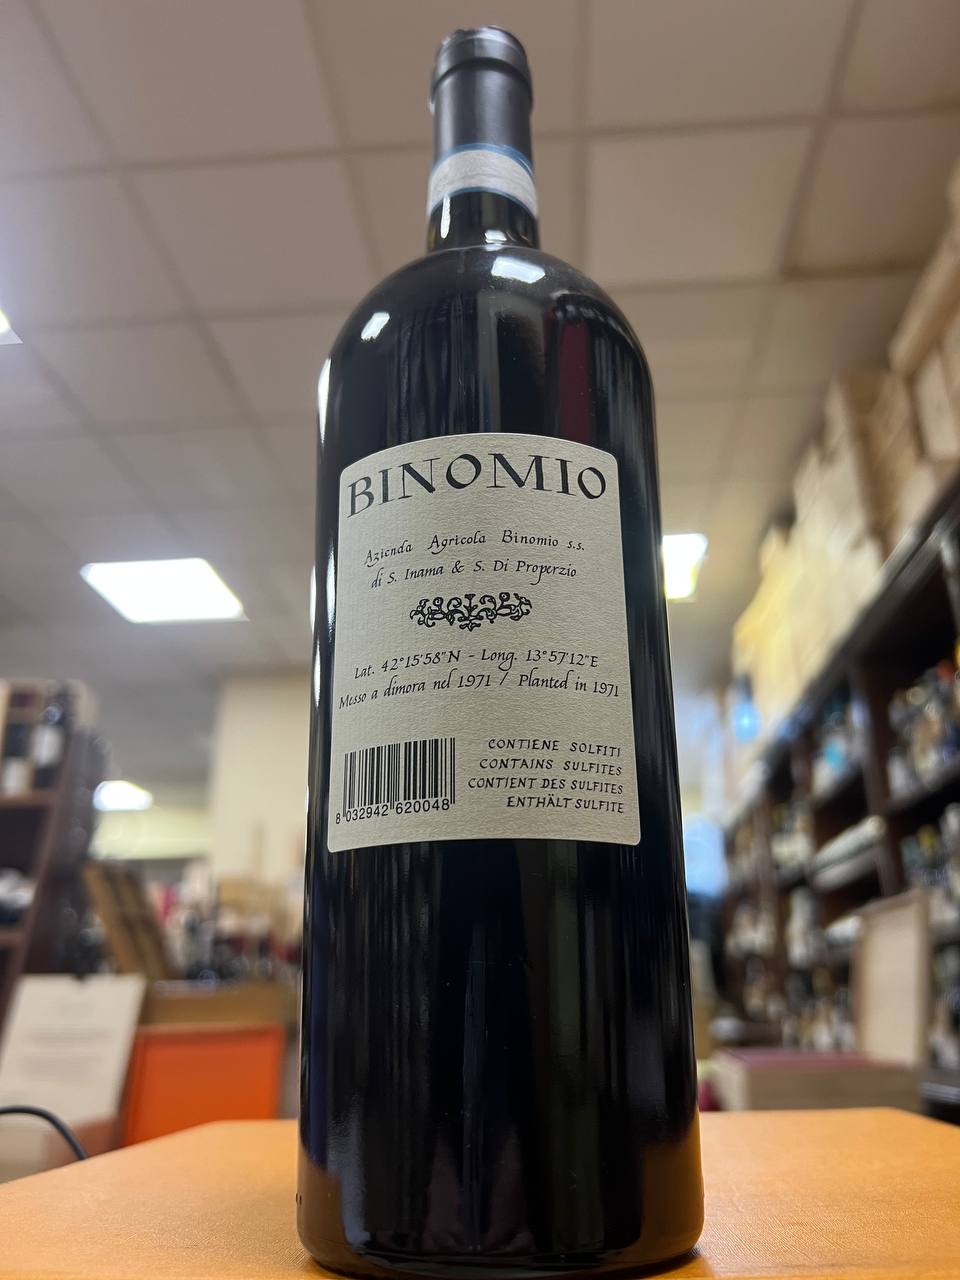 BINOMIO
Azienda Agricola Binomio s.s.
di S. Inama & S. Di Properzio
Lat. 42°15'58"N - Long. 13°57'12"E
Messo a dimora nel 1971 / Planted in 1971
CONTIENE SOLFITI
CONTAINS SULFITES
CONTIENT DES SULFITES
ENTHÄLT SULFITE
8 032942 620048